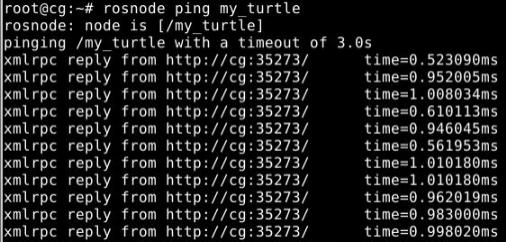 root@cg:~# rosnode ping my_turtle
rosnode: node is [/my_turtle]
pinging /my_turtle with a timeout of 3.0s
xmlrpc reply from http://cg:35273/ time=0.523090ms
xmlrpc reply from http://cg:35273/ time=0.952005ms
xmlrpc reply from http://cg:35273/ time=1.008034ms
xmlrpc reply from http://cg:35273/ time=0.610113ms
xmlrpc reply from http://cg:35273/ time=0.946045ms
xmlrpc reply from http://cg:35273/ time=0.561953ms
xmlrpc reply from http://cg:35273/ time=1.010180ms
xmlrpc reply from http://cg:35273/ time=1.010180ms
xmlrpc reply from http://cg:35273/ time=0.962019ms
xmlrpc reply from http://cg:35273/ time=0.983000ms
xmlrpc reply from http://cg:35273/ time=0.998020ms